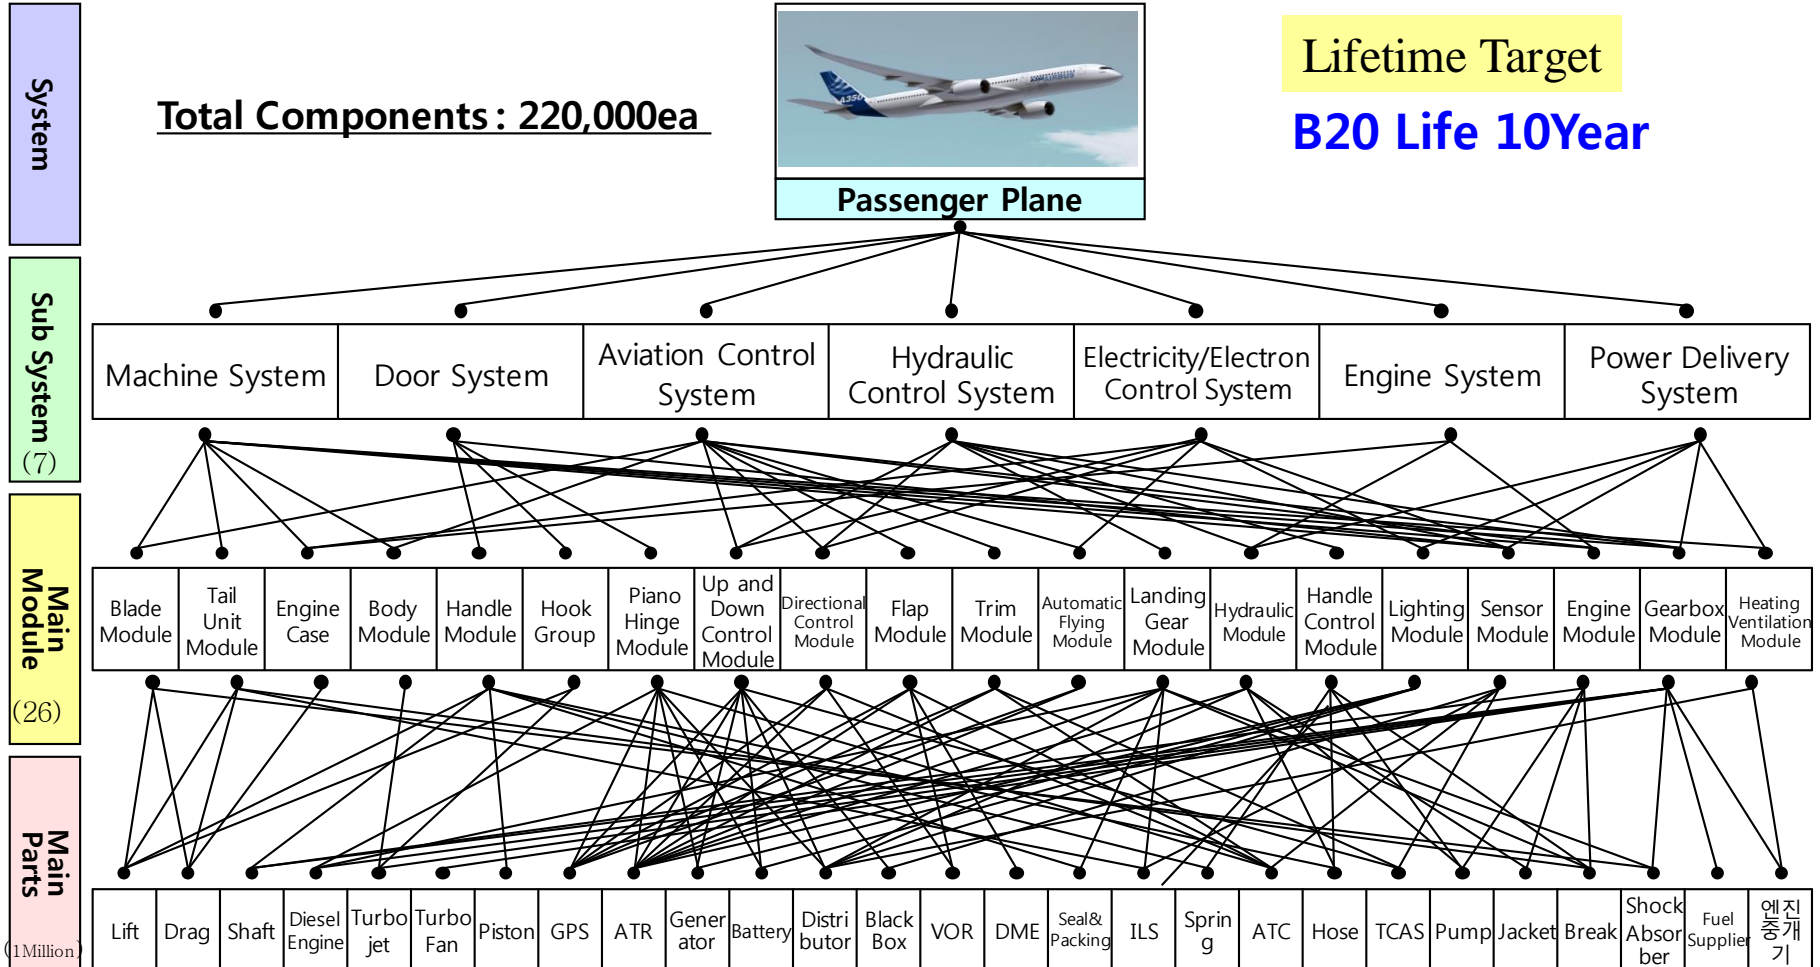 System
Total Components : 220,000ea
A350
AIRBUS
Passenger Plane
Lifetime Target
B20 Life 10Year
Sub System
(7)
Machine System
Door System
Aviation Control
System
Hydraulic
Control System
Electricity/Electron
Control System
Engine System
Power Delivery
System
Main
Module
(26)
Blade
Module
Tail
Unit
Module
Engine
Case
Body
Module
Handle
Module
Hook
Group
Piano
Hinge
Module
Up and
Down
Control
Module
Directional
Control
Module
Flap
Module
Trim
Module
Automatic
Flying
Module
Landing
Gear
Module
Hydraulic
Module
Handle
Control
Module
Lighting
Module
Sensor
Module
Engine
Module
Gearbox
Module
Heating
Ventilation
Module
Main
Parts
(1Million)
Lift
Drag
Shaft
Diesel
Engine
Turbo
jet
Turbo
Fan
Piston
GPS
ATR
Gener
ator
Battery
Distri
butor
Black
Box
VOR
DME
Seal&
Packing
ILS
Sprin
g
ATC
Hose
TCAS
Pump
Jacket
Break
Shock
Absor
ber
Fuel
Supplier
엔진
중개
기